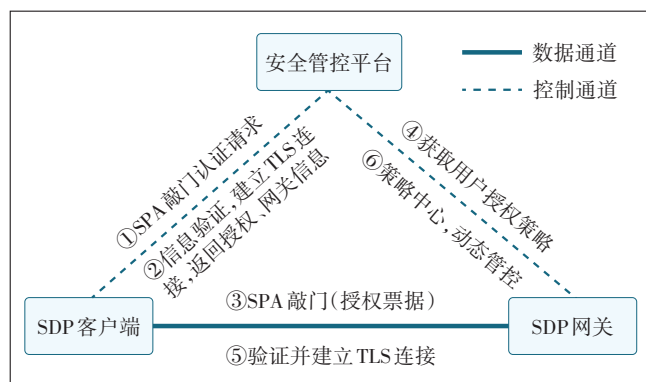 安全管控平台
数据通道
控制通道
①SPA敲门认证请求
②信息验证,建立TLS连
接,返回授权、网关信息
④获取用户授权策略
⑥策略中心,动态管控
SDP客户端
③SPA敲门(授权票据)
SDP网关
⑤验证并建立TLS连接